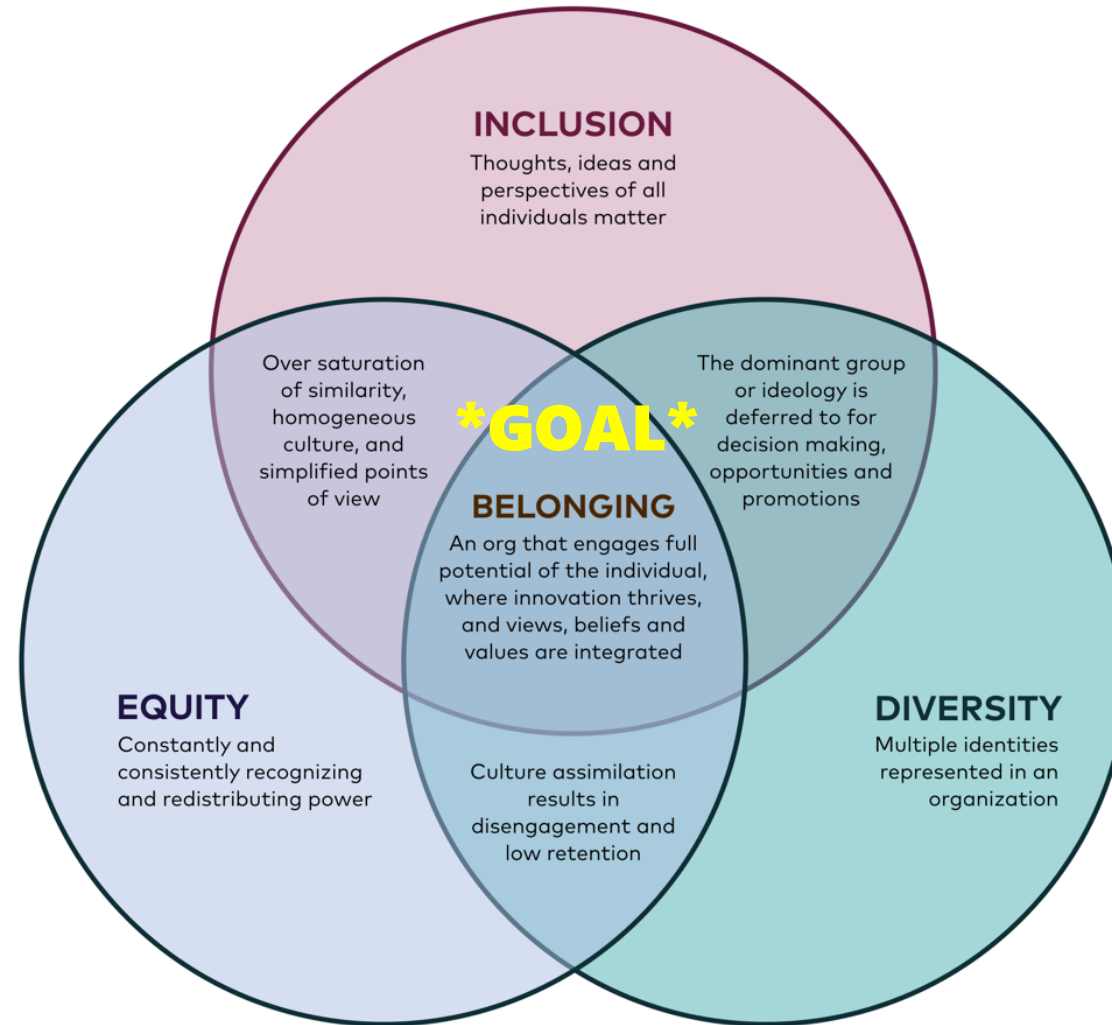 INCLUSION
Thoughts, ideas and
perspectives of all
individuals matter
Over saturation
of similarity,
homogeneous
culture, and
simplified points
of view
The dominant group
or ideology is
deferred to for
decision making,
opportunities and
promotions
*GOAL*
BELONGING
An org that engages full
potential of the individual,
where innovation thrives,
and views, beliefs and
values are integrated
EQUITY
Constantly and
consistently recognizing
and redistributing power
DIVERSITY
Multiple identities
represented in an
organization
Culture assimilation
results in
disengagement and
low retention